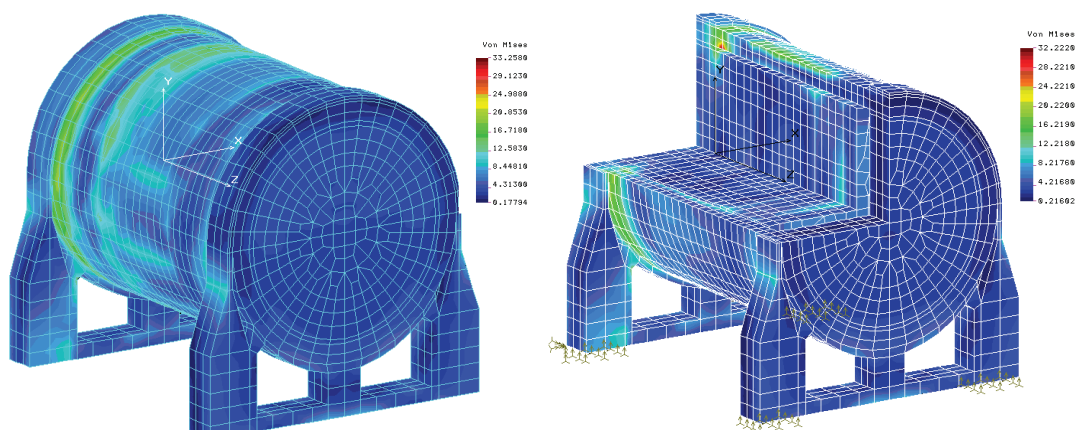 Von Mises
33.2580
29.1230
24.9880
20.8530
16.7180
12.5830
8.44810
4.31300
0.17794
Y
X
Z
Von Mises
32.2220
28.2210
24.2210
20.2200
16.2190
12.2180
8.21760
4.21680
0.21602
Y
X
Z